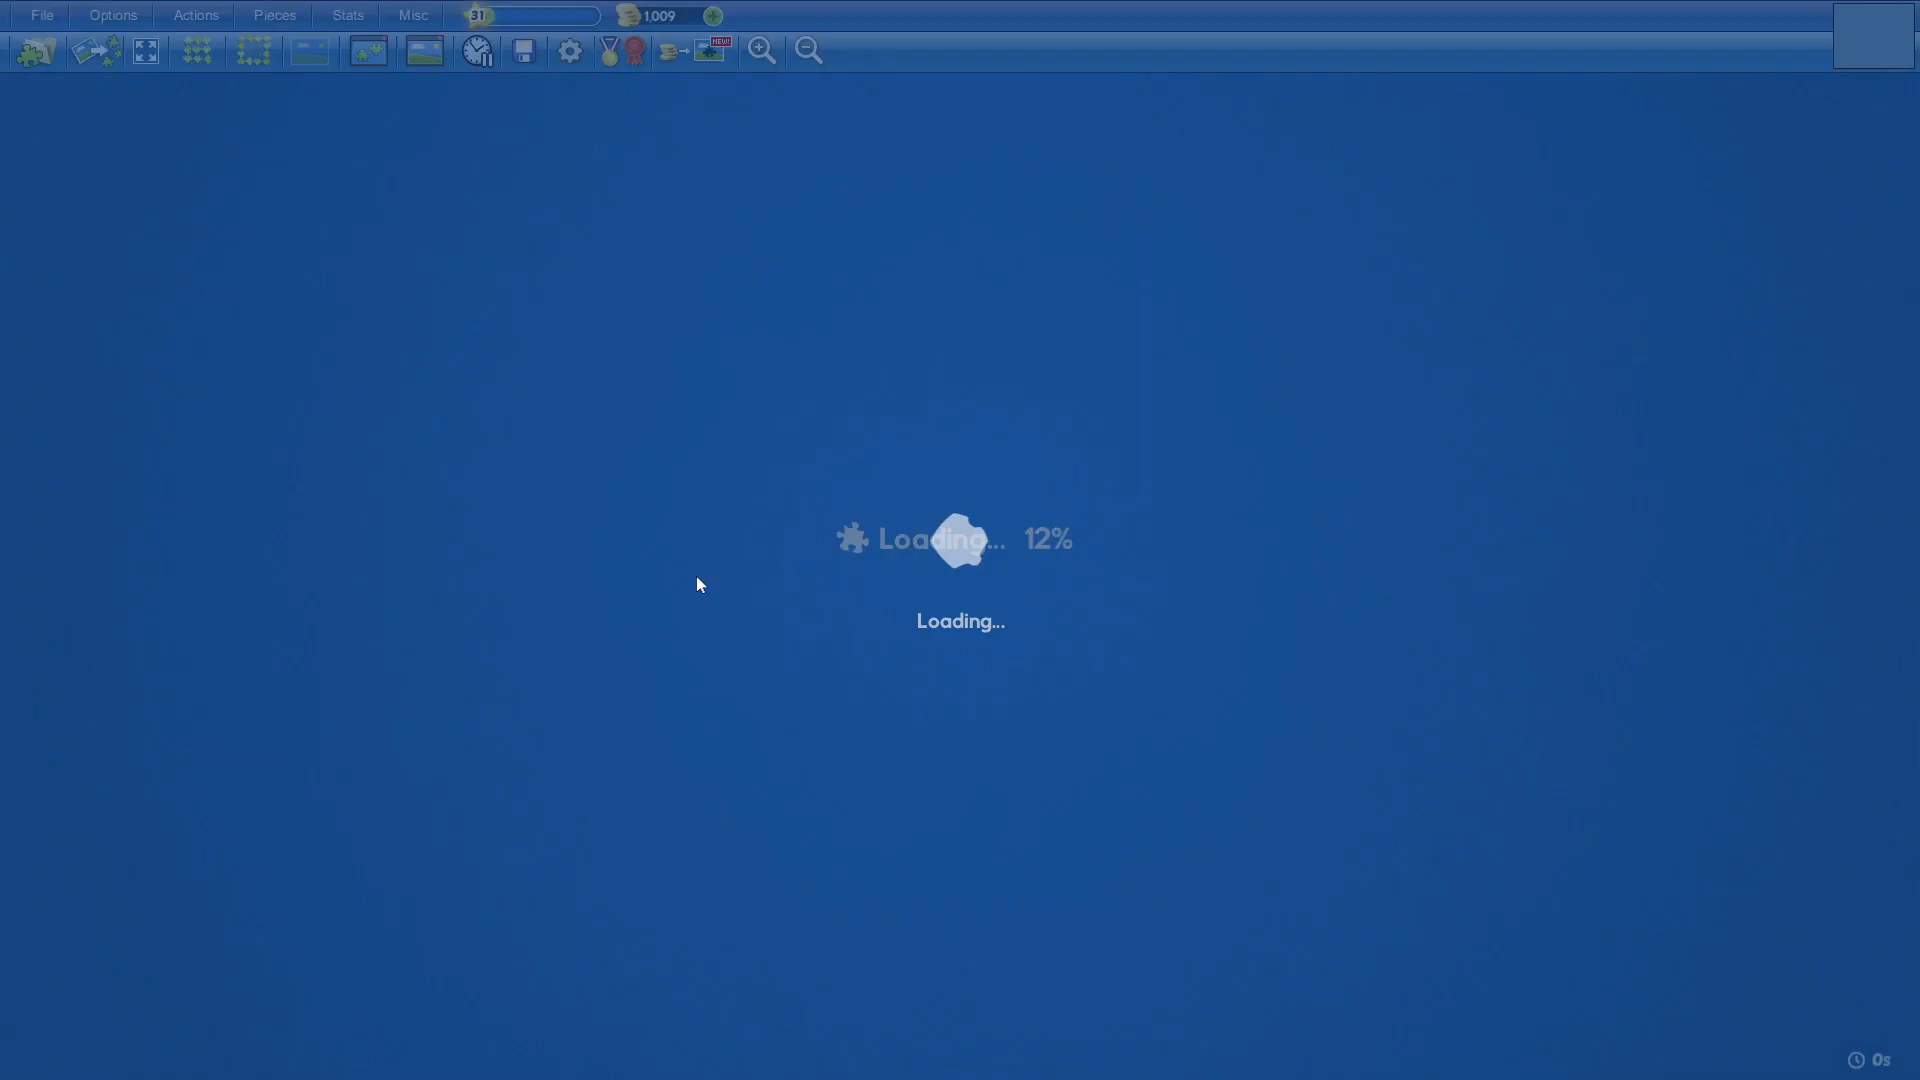 File Options Actions Pieces Stats Misc 31 1,009
NEW!
Loading... 12%
Loading...
0s